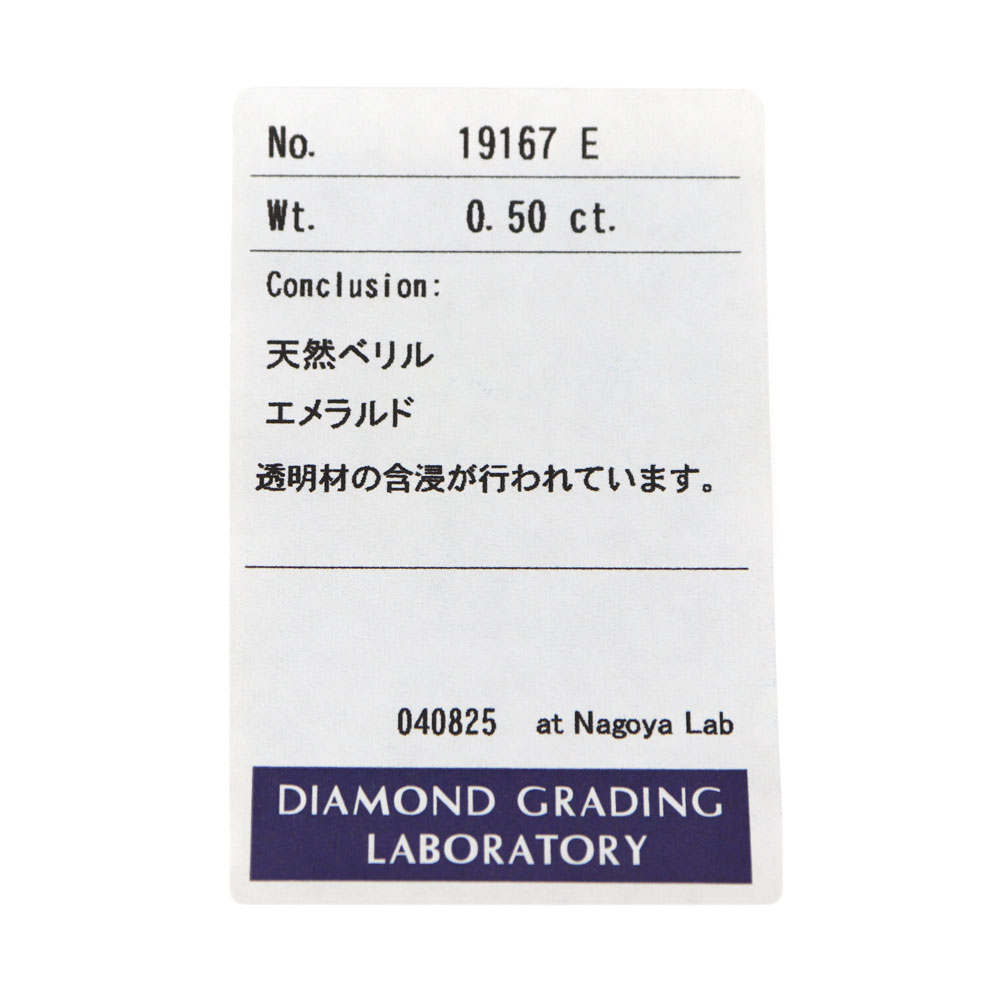 No. 19167 E
Wt. 0.50 ct.
Conclusion:
天然ベリル
エメラルド
透明材の含浸が行われています。
040825 at Nagoya Lab
DIAMOND GRADING
LABORATORY